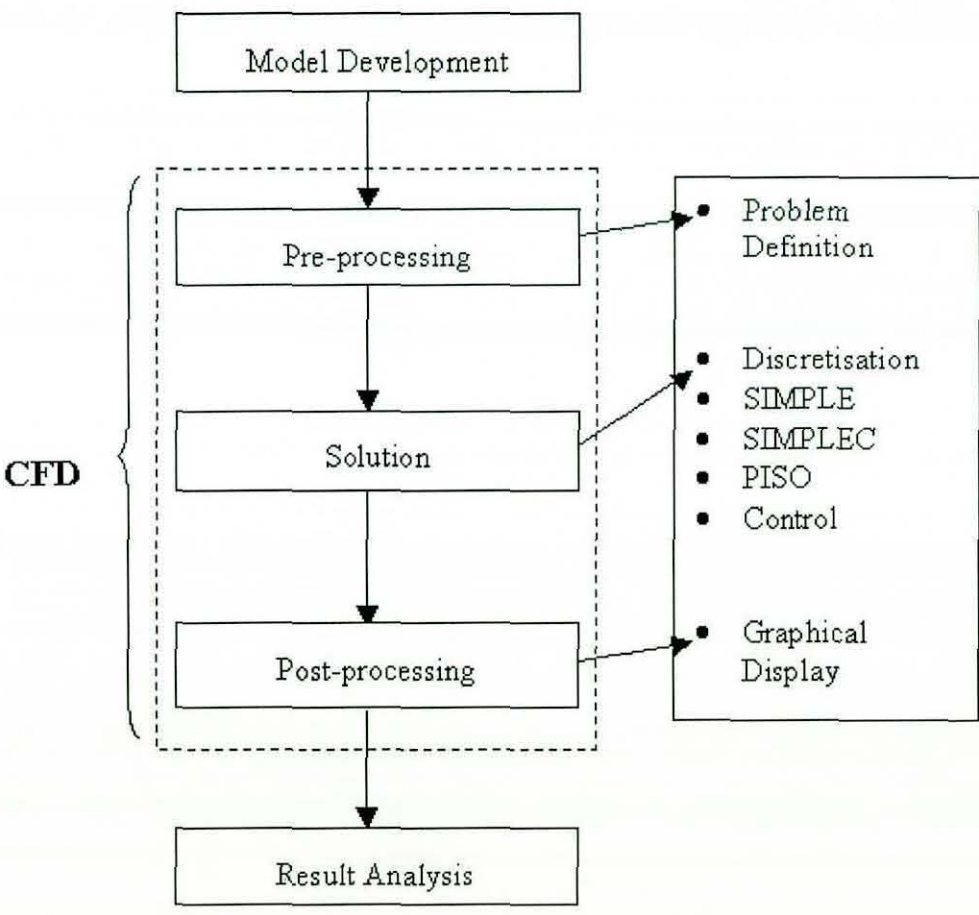 Model Development
Pre-processing
Solution
CFD
Post-processing
Result Analysis
• Problem
Definition
• Discretisation
• SIMPLE
• SIMPLEC
• PISO
• Control
• Graphical
Display